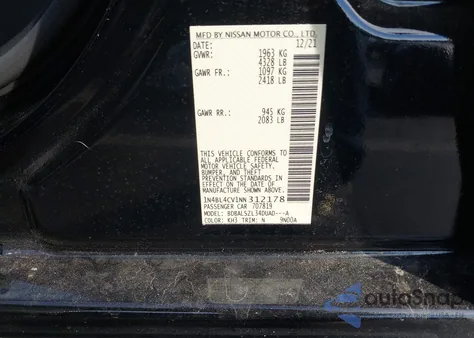 MFD BY NISSAN MOTOR CO., LTD.
DATE: 12/21
GVWR: 1963 KG
4328 LB
GAWR FR.: 1097 KG
2418 LB
GAWR RR.: 945 KG
2083 LB
THIS VEHICLE CONFORMS TO
ALL APPLICABLE FEDERAL
MOTOR VEHICLE SAFETY,
BUMPER, AND THEFT
PREVENTION STANDARDS IN
EFFECT ON THE DATE OF
MANUFACTURE SHOWN ABOVE.
1N4BL4CV1NN312178
PASSENGER CAR 707819
MODEL: BDBALSZL34DUAD---A
COLOR: KH3 TRIM: N 9N00A
autoSnap